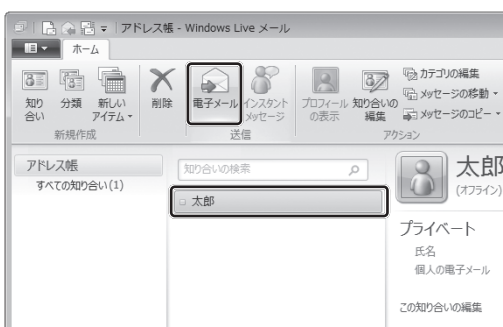 アドレス帳 - Windows Live メール
ホーム
知り合い
分類
新しいアイテム
削除
電子メール
インスタント メッセージ
プロフィールの表示
知り合いの編集
カテゴリの編集
メッセージの移動
メッセージのコピー
新規作成
送信
アクション
アドレス帳
すべての知り合い(1)
知り合いの検索
太郎
太郎
(オフライン)
プライベート
氏名
個人の電子メール
この知り合いの編集